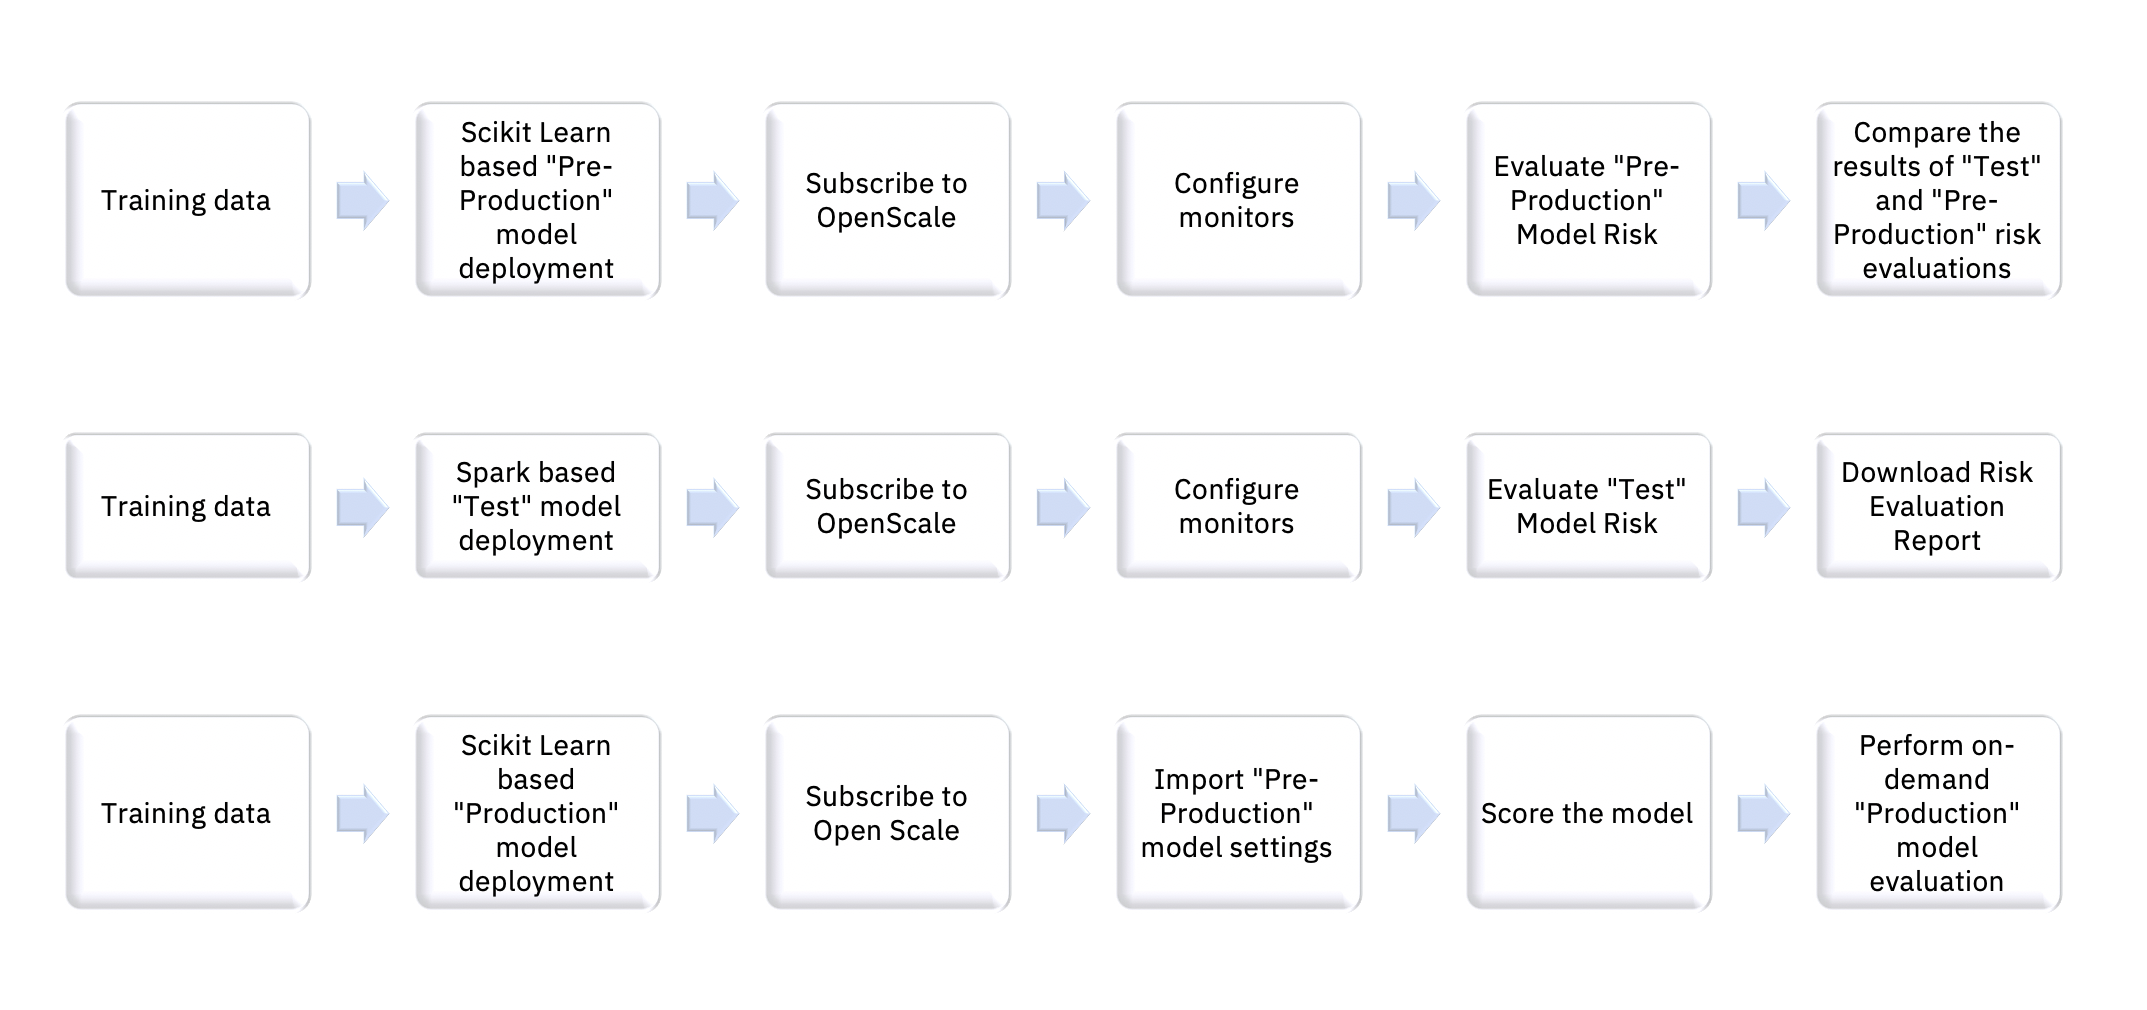 Training data
Scikit Learn
based "Pre-
Production"
model
deployment
Subscribe to
OpenScale
Configure
monitors
Evaluate "Pre-
Production"
Model Risk
Compare the
results of "Test"
and "Pre-
Production" risk
evaluations
Training data
Spark based
"Test" model
deployment
Subscribe to
OpenScale
Configure
monitors
Evaluate "Test"
Model Risk
Download Risk
Evaluation
Report
Training data
Scikit Learn
based
"Production"
model
deployment
Subscribe to
Open Scale
Import "Pre-
Production"
model settings
Score the model
Perform on-
demand
"Production"
model
evaluation